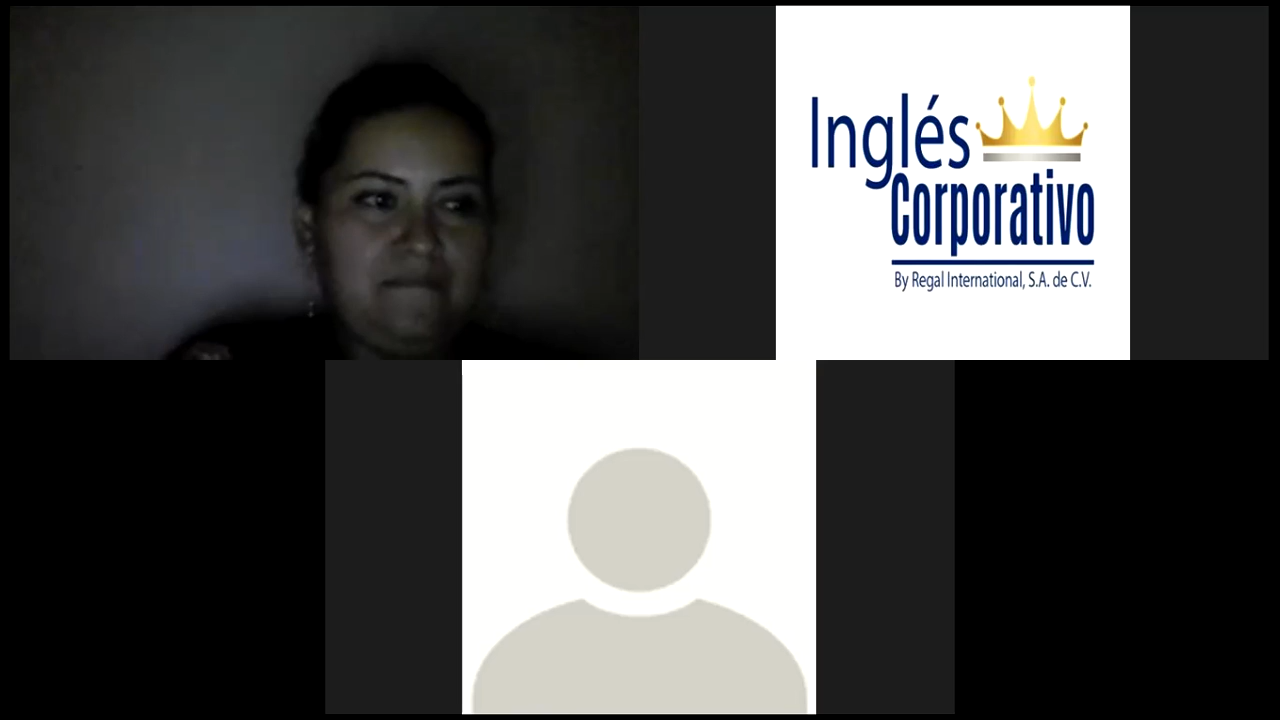 Inglés
Corporativo
By Regal International, S.A. de C.V.